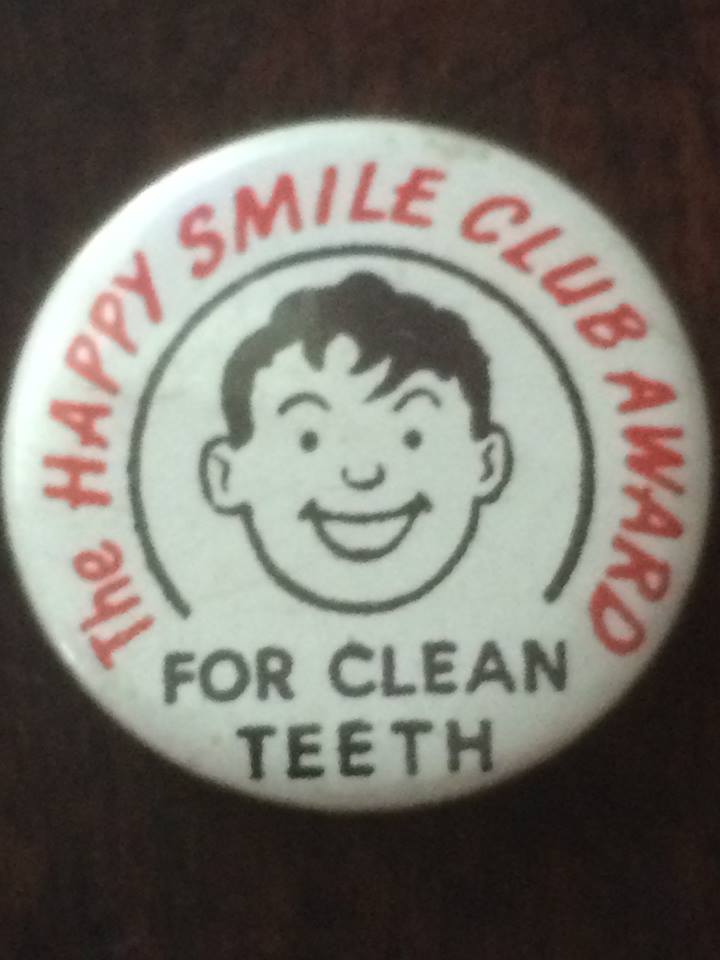 The HAPPY SMILE CLUB AWARD
FOR CLEAN
TEETH